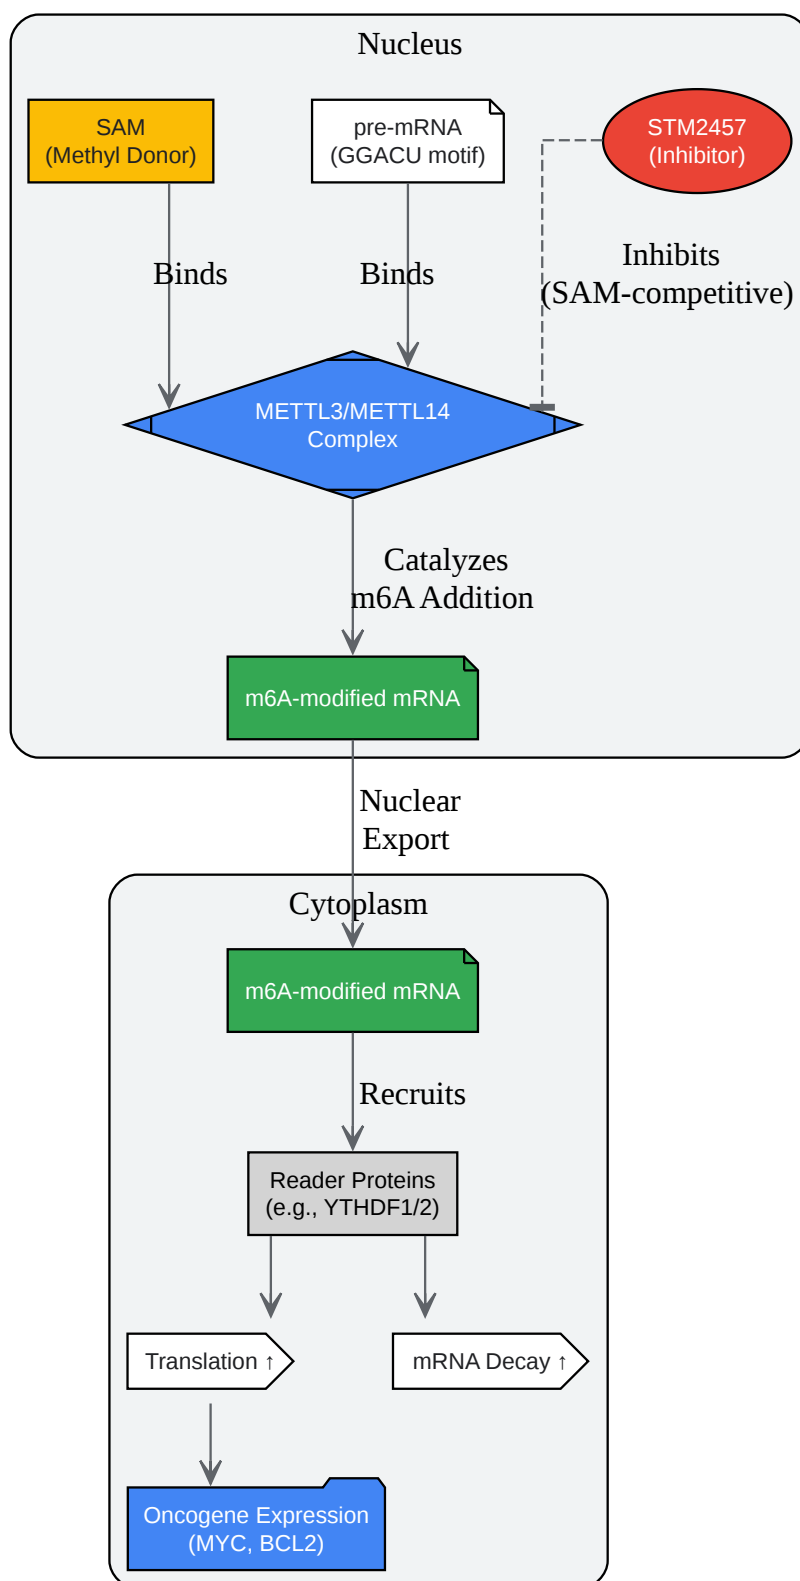 Nucleus
SAM
(Methyl Donor)
pre-mRNA
(GGACU motif)
STM2457
(Inhibitor)
Binds
Binds
Inhibits
(SAM-competitive)
METTL3/METTL14
Complex
Catalyzes
m6A Addition
m6A-modified mRNA
Nuclear
Export
Cytoplasm
m6A-modified mRNA
Recruits
Reader Proteins
(e.g., YTHDF1/2)
Translation ↑
mRNA Decay ↑
Oncogene Expression
(MYC, BCL2)